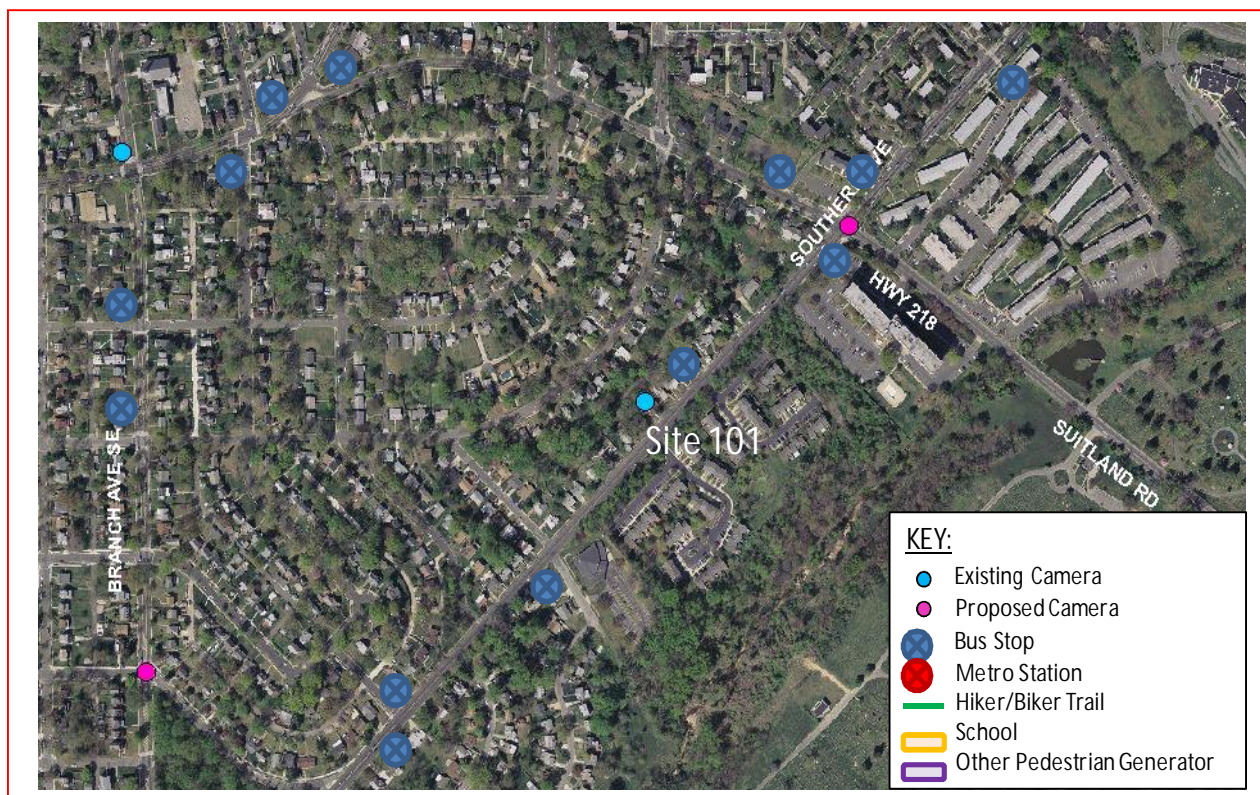 SOUTHER AVE
HWY 218
Site 101
SUITLAND RD
BRANCH AVE SE
KEY:
Existing Camera
Proposed Camera
Bus Stop
Metro Station
Hiker/Biker Trail
School
Other Pedestrian Generator